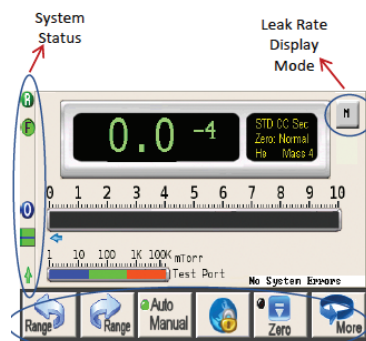 System
Status
Leak Rate
Display
Mode
R
F
M
0.0 -4
STD CC Sec
Zero: Normal
He Mass 4
0 1 2 3 4 5 6 7 8 9 10
1 10 100 1K 100K mTorr
Test Port
No System Errors
Range
Range
Auto
Manual
Zero
More